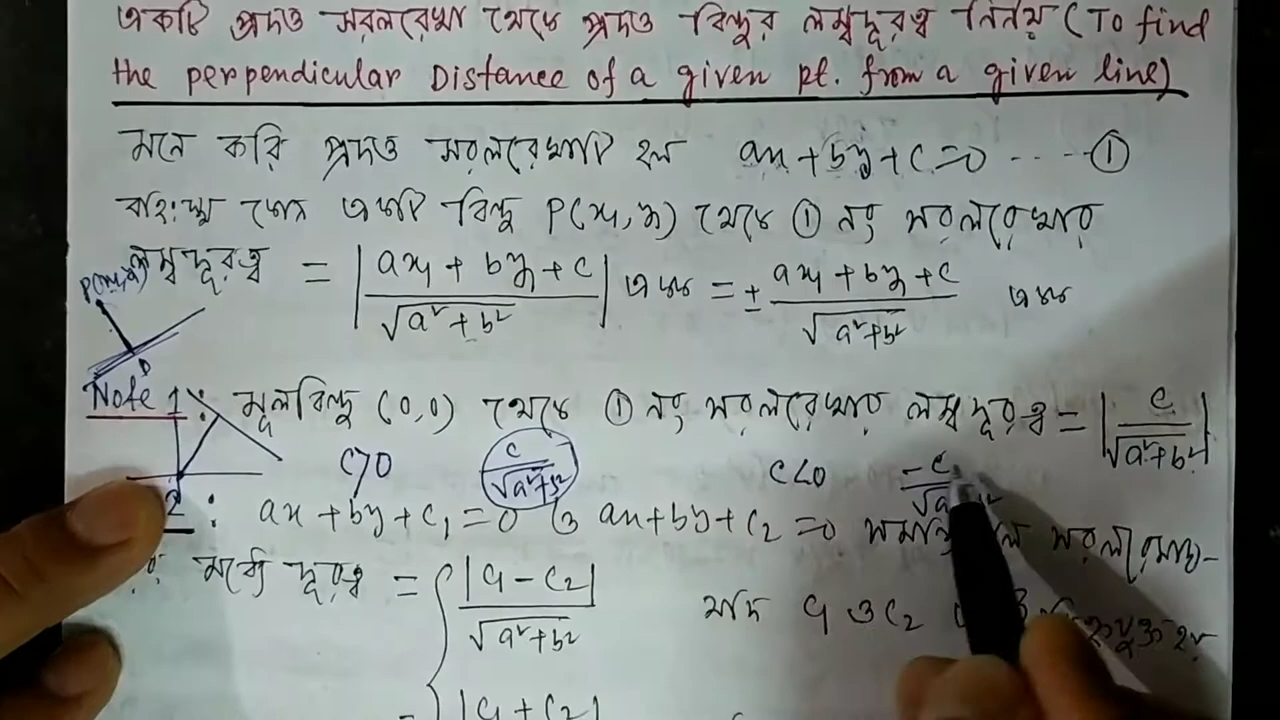 একটি প্রদত্ত সরলরেখা থেকে প্রদত্ত বিন্দুর লম্বদূরত্ব নির্নয় (To find
the perpendicular Distance of a given pt. from a given line)
মনে করি প্রদত্ত সরলরেখাটি হল ax+by+c=0 ---- ①
বহিঃস্থ কোন একটি বিন্দু P(x₁,y₁) থেকে ① নং সরলরেখার
লম্বদূরত্ব = |ax₁ + by₁ + c / √a²+b²| একক = ± ax₁ + by₁ + c / √a²+b² একক
Note 1: মূলবিন্দু (0,0) থেকে ① নং সরলরেখার লম্বদূরত্ব = |c / √a²+b²|
c>0 c / √a²+b² c<0 -c / √a
2: ax+by+c₁=0 ও ax+by+c₂=0 সরলরেখা-
মধ্যে দূরত্ব = { |c₁-c₂| / √a²+b² যদি c₁ ও c₂
= |c₁+c₂|